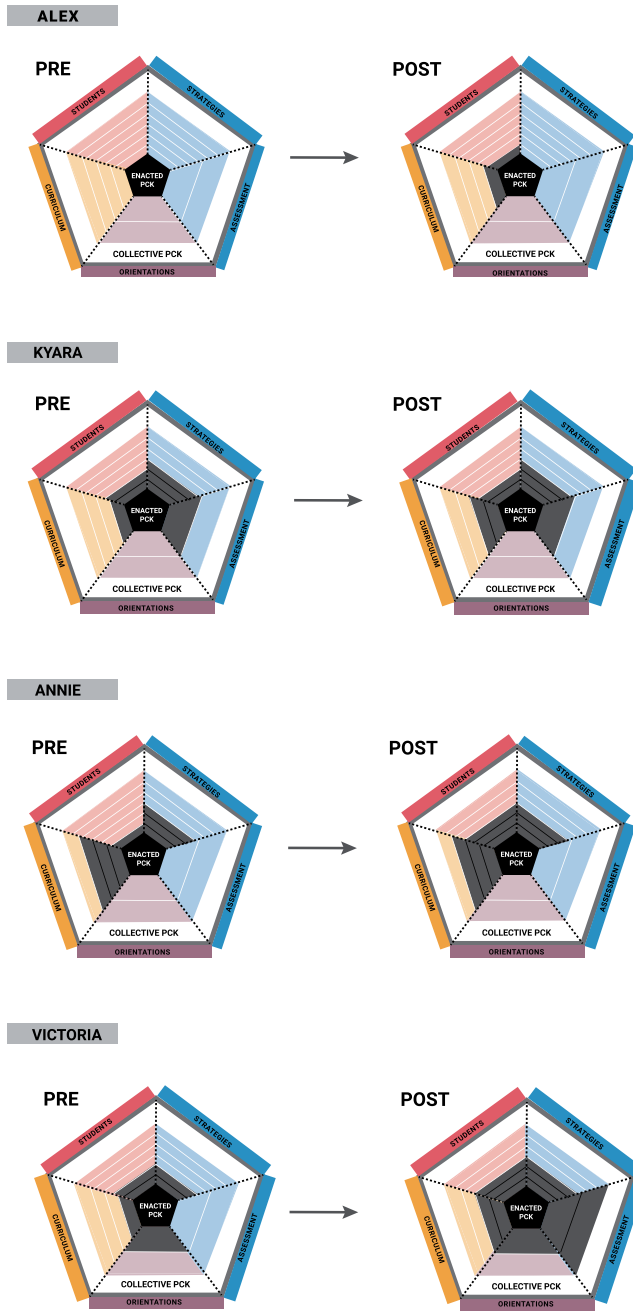 ALEX
PRE
POST
STUDENTS
STRATEGIES
CURRICULUM
ENACTED
PCK
ASSESSMENT
COLLECTIVE PCK
ORIENTATIONS
STUDENTS
STRATEGIES
CURRICULUM
ENACTED
PCK
ASSESSMENT
COLLECTIVE PCK
ORIENTATIONS
KYARA
PRE
POST
STUDENTS
STRATEGIES
CURRICULUM
ENACTED
PCK
ASSESSMENT
COLLECTIVE PCK
ORIENTATIONS
STUDENTS
STRATEGIES
CURRICULUM
ENACTED
PCK
ASSESSMENT
COLLECTIVE PCK
ORIENTATIONS
ANNIE
PRE
POST
STUDENTS
STRATEGIES
CURRICULUM
ENACTED
PCK
ASSESSMENT
COLLECTIVE PCK
ORIENTATIONS
STUDENTS
STRATEGIES
CURRICULUM
ENACTED
PCK
ASSESSMENT
COLLECTIVE PCK
ORIENTATIONS
VICTORIA
PRE
POST
STUDENTS
STRATEGIES
CURRICULUM
ENACTED
PCK
ASSESSMENT
COLLECTIVE PCK
ORIENTATIONS
STUDENTS
STRATEGIES
CURRICULUM
ENACTED
PCK
ASSESSMENT
COLLECTIVE PCK
ORIENTATIONS